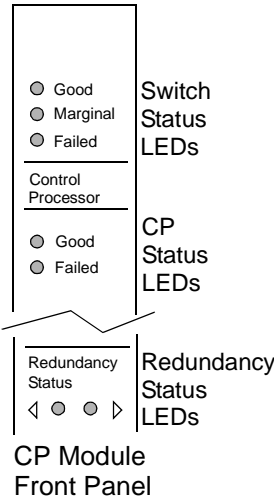 Good
Marginal
Failed
Switch
Status
LEDs
Control
Processor
Good
Failed
CP
Status
LEDs
Redundancy
Status
Redundancy
Status
LEDs
CP Module
Front Panel